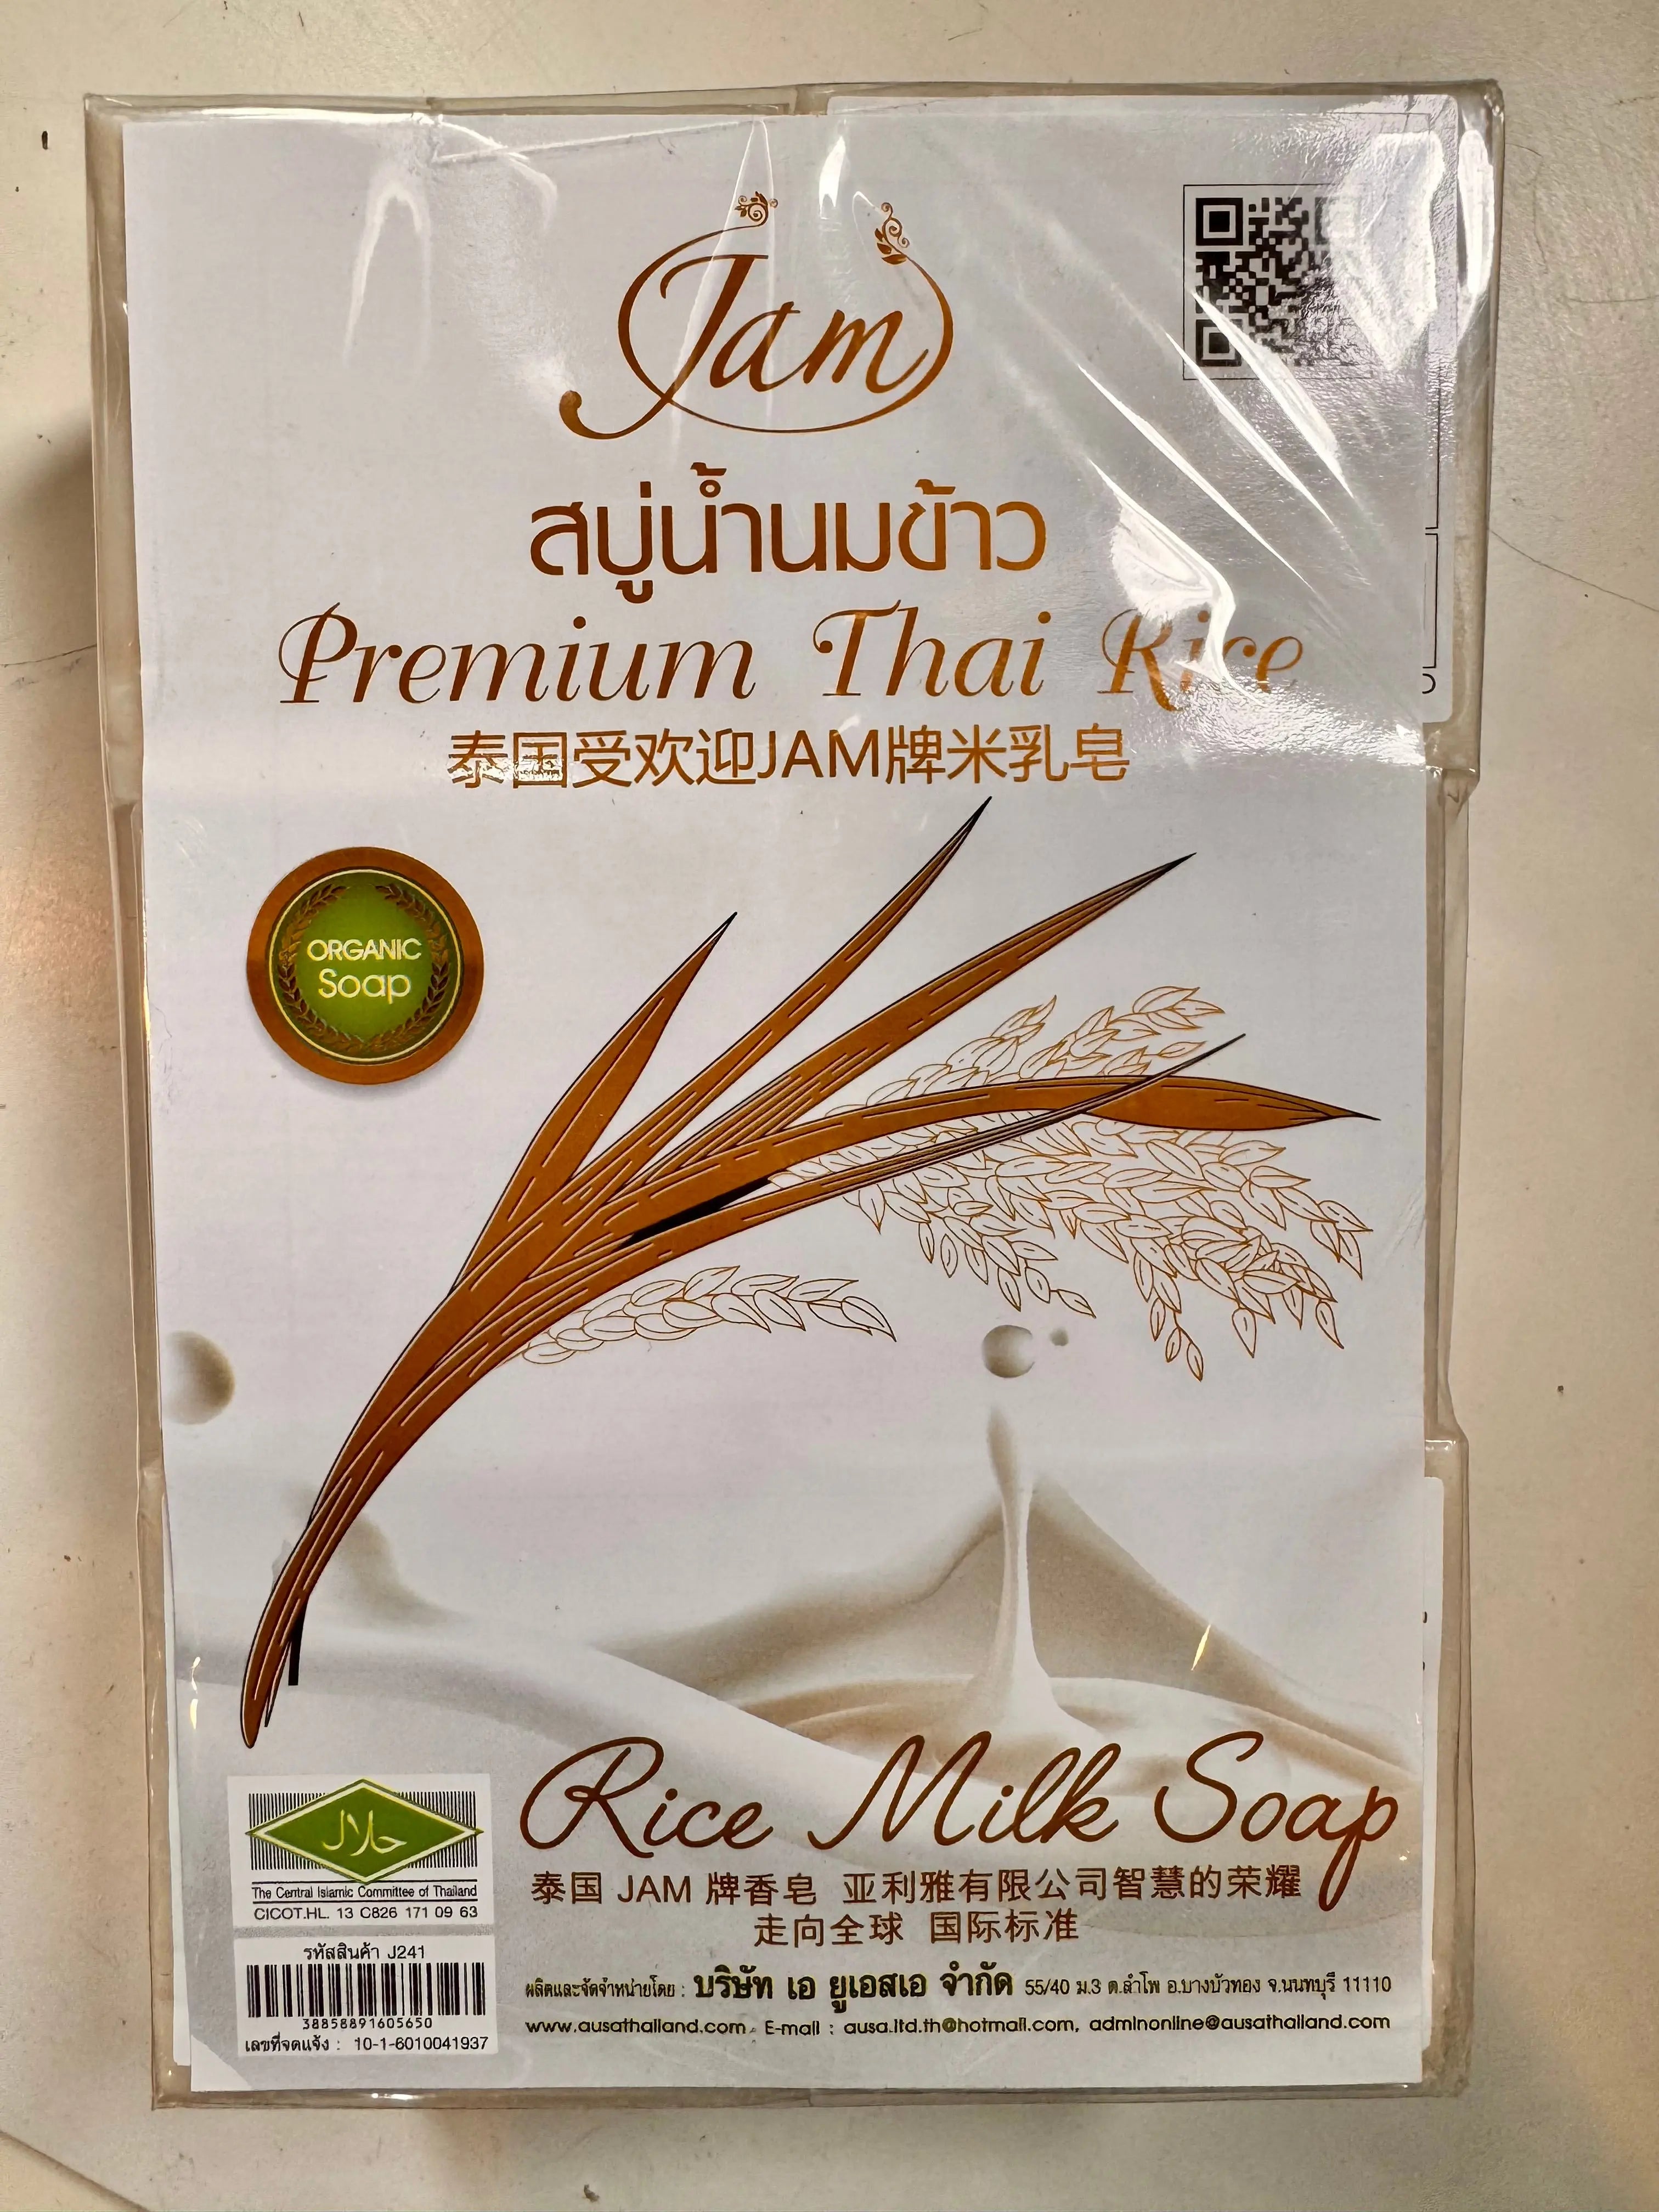 Jam
สบู่น้ำนมข้าว
Premium Thai Rice
泰国受欢迎JAM牌米乳皂
ORGANIC
Soap
Rice Milk Soap
泰国 JAM 牌香皂 亚利雅有限公司智慧的荣耀
走向全球 国际标准
حلال
The Central Islamic Committee of Thailand
CICOT.HL. 13 C826 171 09 63
รหัสสินค้า J241
38858891605650
เลขที่จดแจ้ง : 10-1-6010041937
ผลิตและจัดจำหน่ายโดย : บริษัท เอ ยูเอสเอ จำกัด 55/40 ม.3 ต.ลำโพ อ.บางบัวทอง จ.นนทบุรี 11110
www.ausathailand.com, E-mail : ausa.ltd.th@hotmail.com, adminonline@ausathailand.com